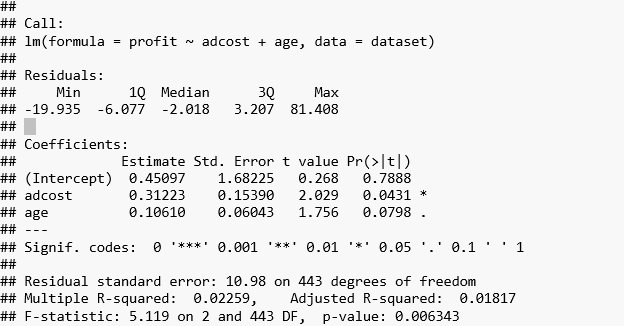 ##
## Call:
## lm(formula = profit ~ adcost + age, data = dataset)
##
## Residuals:
##     Min      1Q  Median      3Q     Max
## -19.935  -6.077  -2.018   3.207  81.408
##
## Coefficients:
##             Estimate Std. Error t value Pr(>|t|)
## (Intercept)  0.45097    1.68225   0.268   0.7888
## adcost       0.31223    0.15390   2.029   0.0431 *
## age          0.10610    0.06043   1.756   0.0798 .
## ---
## Signif. codes:  0 '***' 0.001 '**' 0.01 '*' 0.05 '.' 0.1 ' ' 1
##
## Residual standard error: 10.98 on 443 degrees of freedom
## Multiple R-squared:  0.02259,    Adjusted R-squared:  0.01817
## F-statistic: 5.119 on 2 and 443 DF,  p-value: 0.006343